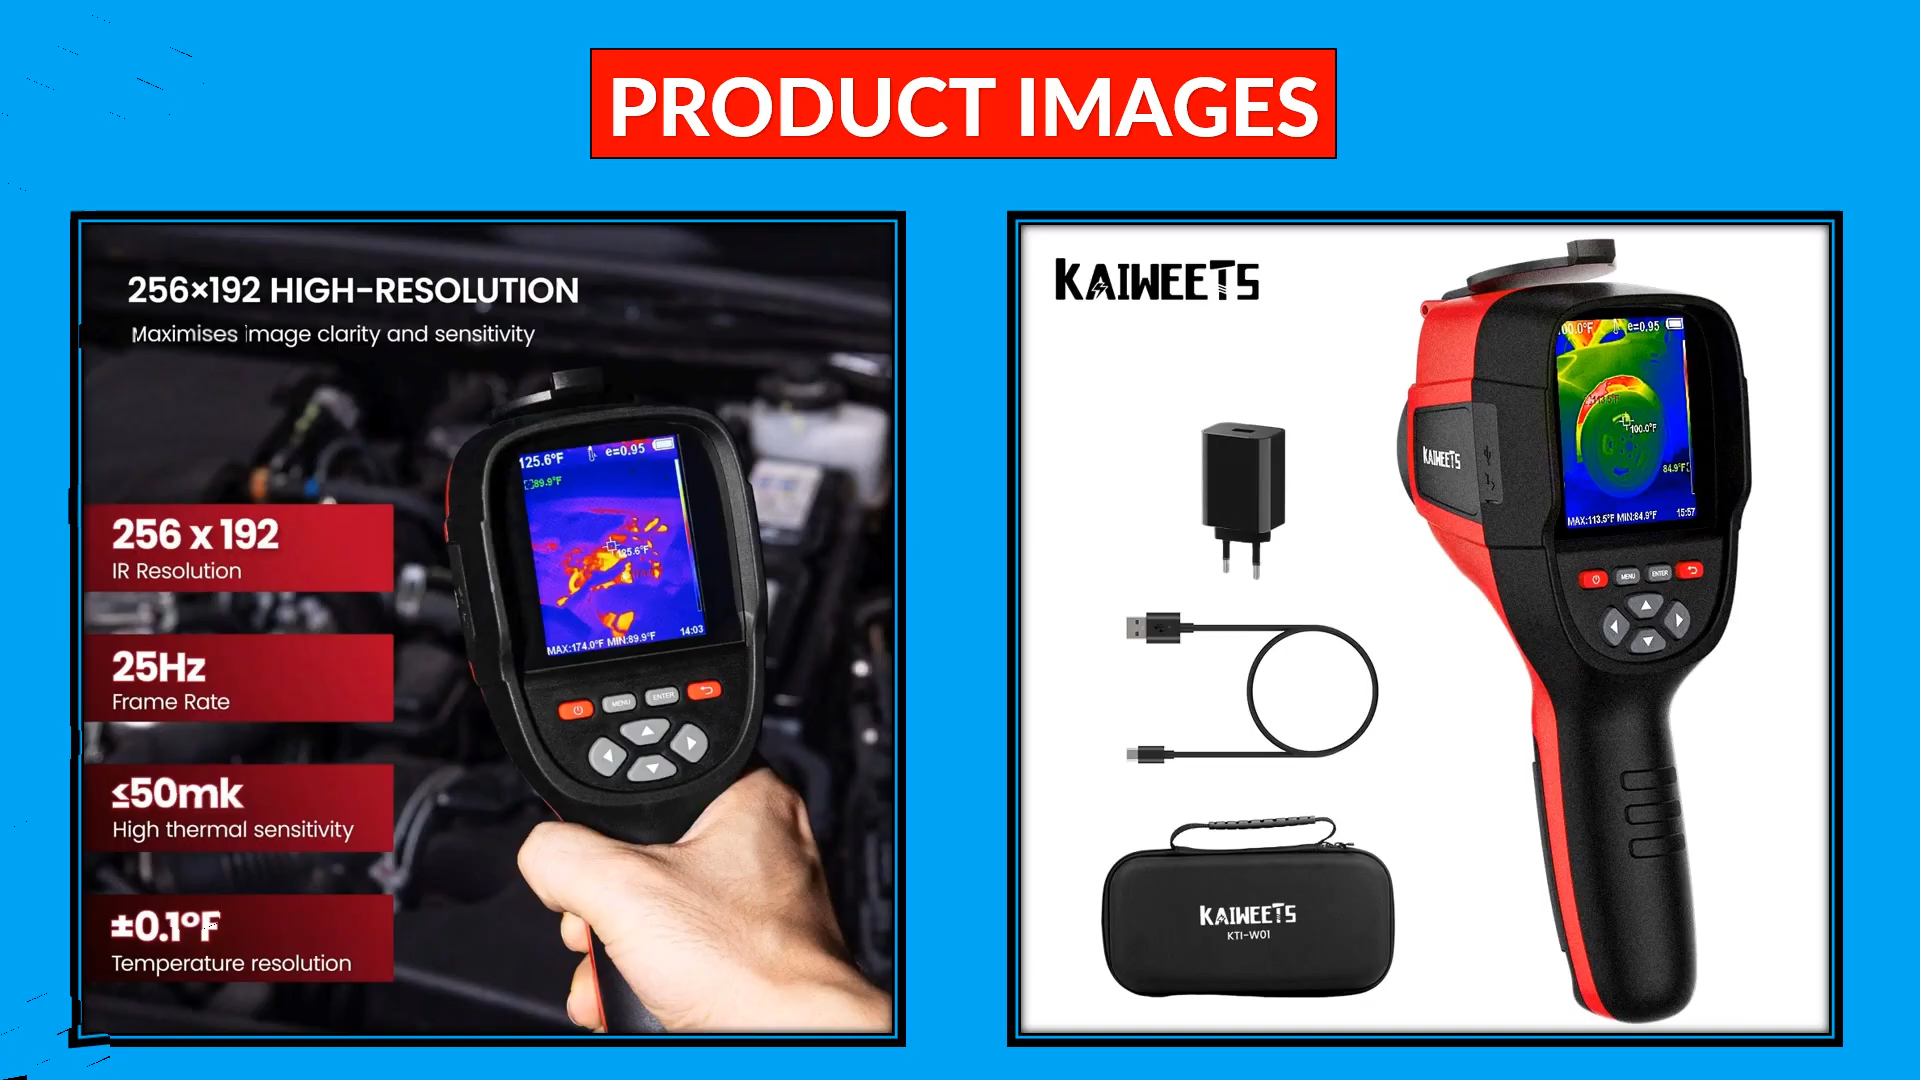 PRODUCT IMAGES
256×192 HIGH-RESOLUTION
Maximises image clarity and sensitivity
256 x 192
IR Resolution
25Hz
Frame Rate
≤50mk
High thermal sensitivity
±0.1°F
Temperature resolution
125.6°F e=0.95
89.9°F
125.6°F
MAX:174.0°F MIN:89.9°F 14:03
MENU ENTER
KAIWEETS
KAIWEETS
KTI-W01
KAIWEETS
e=0.95
113.5°F
100.0°F
84.9°F
MAX:113.5°F MIN:84.9°F 15:57
MENU ENTER